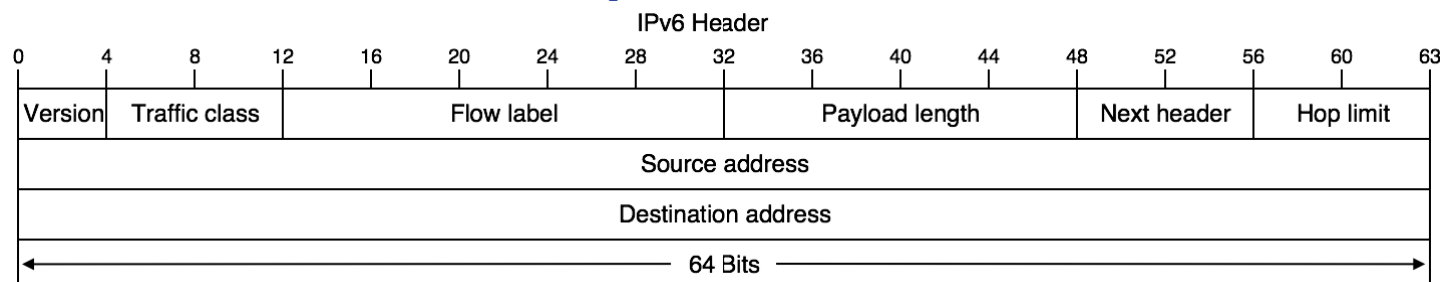 IPv6 Header
0 4 8 12 16 20 24 28 32 36 40 44 48 52 56 60 63
Version Traffic class Flow label Payload length Next header Hop limit
Source address
Destination address
64 Bits